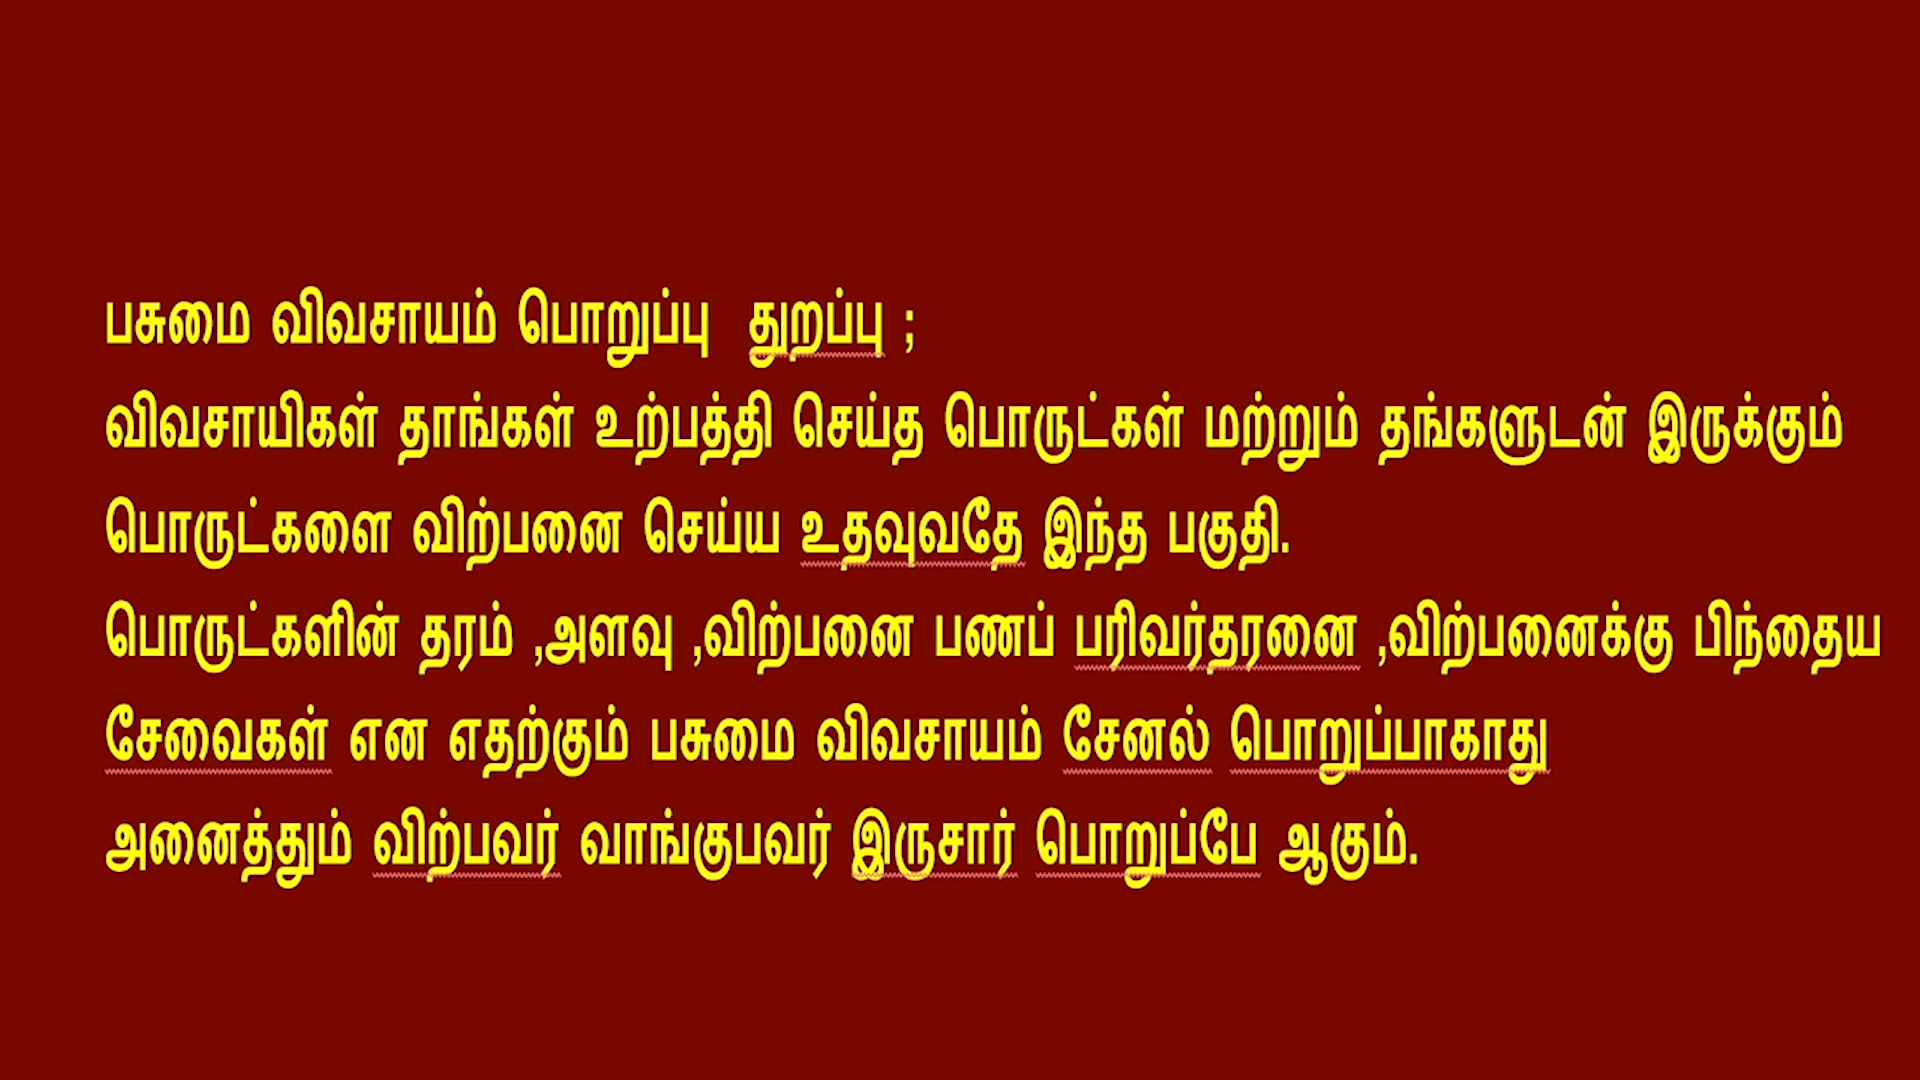 பசுமை விவசாயம் பொறுப்பு துறப்பு ;
விவசாயிகள் தாங்கள் உற்பத்தி செய்த பொருட்கள் மற்றும் தங்களுடன் இருக்கும்
பொருட்களை விற்பனை செய்ய உதவுவதே இந்த பகுதி.
பொருட்களின் தரம் ,அளவு ,விற்பனை பணப் பரிவர்தரனை ,விற்பனைக்கு பிந்தைய
சேவைகள் என எதற்கும் பசுமை விவசாயம் சேனல் பொறுப்பாகாது
அனைத்தும் விற்பவர் வாங்குபவர் இருசார் பொறுப்பே ஆகும்.